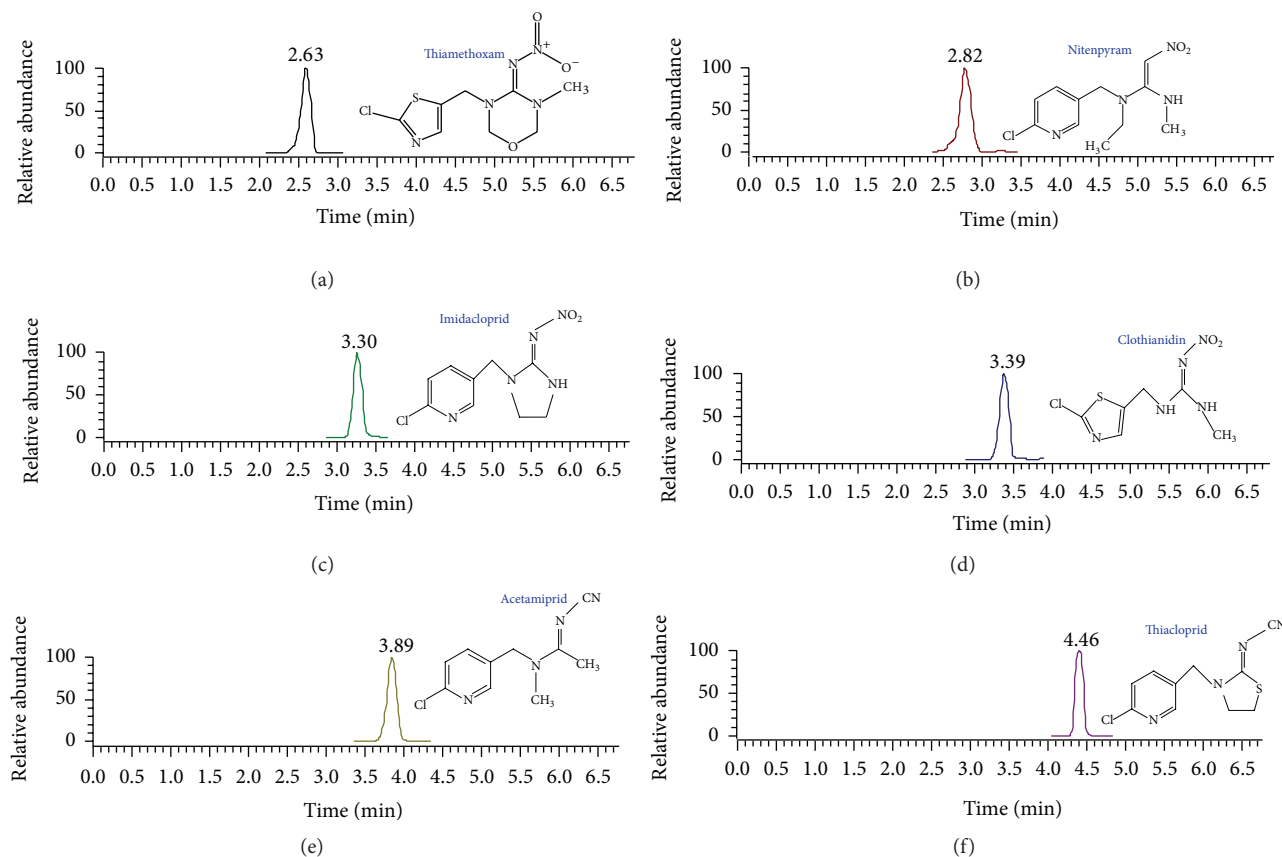 Thiamethoxam
2.63
O
N+
O−
N
N
N
CH3
O
S
Cl
N
100
50
0
Relative abundance
0.0 0.5 1.0 1.5 2.0 2.5 3.0 3.5 4.0 4.5 5.0 5.5 6.0 6.5
Time (min)
(a)
Nitenpyram
2.82
NO2
N
NH
CH3
H3C
Cl
N
100
50
0
Relative abundance
0.0 0.5 1.0 1.5 2.0 2.5 3.0 3.5 4.0 4.5 5.0 5.5 6.0 6.5
Time (min)
(b)
Imidacloprid
3.30
NO2
N
N
NH
Cl
N
100
50
0
Relative abundance
0.0 0.5 1.0 1.5 2.0 2.5 3.0 3.5 4.0 4.5 5.0 5.5 6.0 6.5
Time (min)
(c)
Clothianidin
3.39
NO2
N
Cl
S
N
NH
NH
CH3
100
50
0
Relative abundance
0.0 0.5 1.0 1.5 2.0 2.5 3.0 3.5 4.0 4.5 5.0 5.5 6.0 6.5
Time (min)
(d)
Acetamiprid
3.89
CN
N
N
CH3
CH3
Cl
N
100
50
0
Relative abundance
0.0 0.5 1.0 1.5 2.0 2.5 3.0 3.5 4.0 4.5 5.0 5.5 6.0 6.5
Time (min)
(e)
Thiacloprid
4.46
CN
N
N
S
Cl
N
100
50
0
Relative abundance
0.0 0.5 1.0 1.5 2.0 2.5 3.0 3.5 4.0 4.5 5.0 5.5 6.0 6.5
Time (min)
(f)